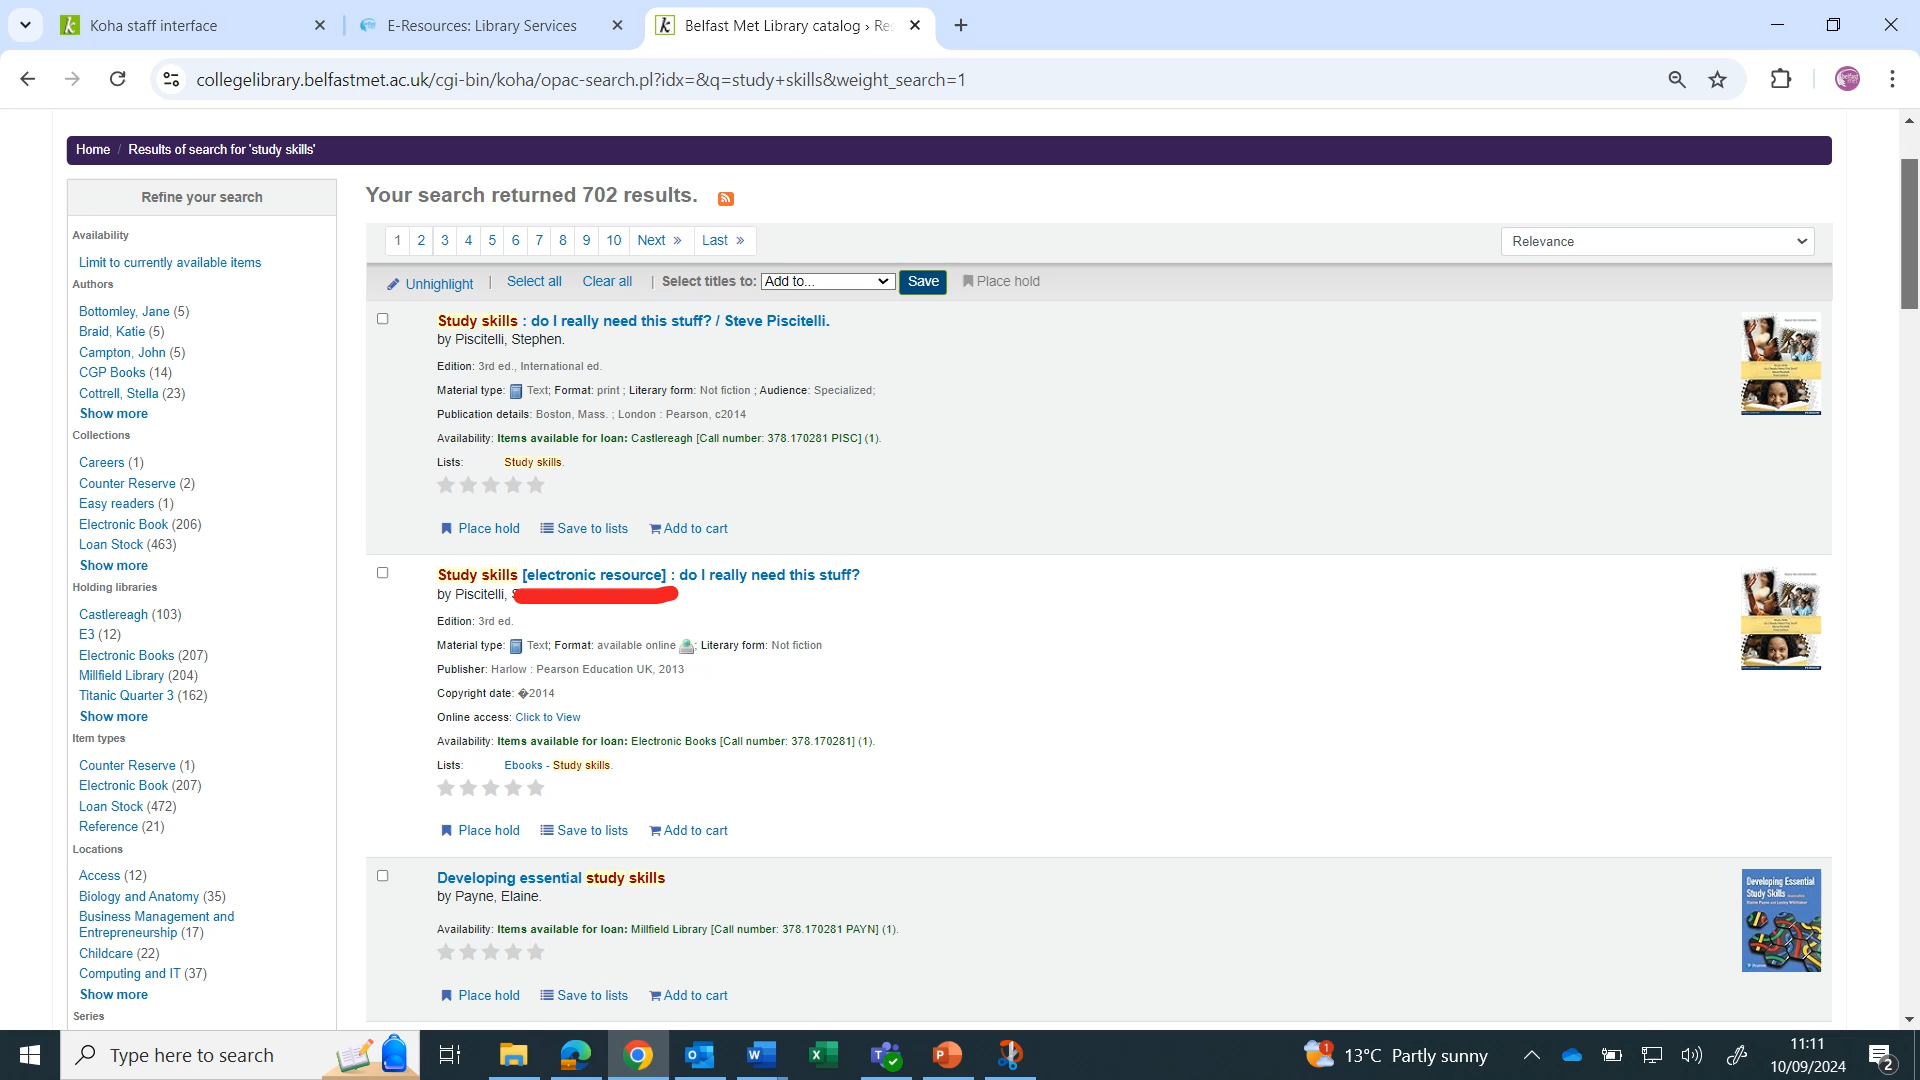 Koha staff interface
E-Resources: Library Services
Belfast Met Library catalog › Res
collegelibrary.belfastmet.ac.uk/cgi-bin/koha/opac-search.pl?idx=&q=study+skills&weight_search=1
Home / Results of search for 'study skills'
Refine your search
Availability
Limit to currently available items
Authors
Bottomley, Jane (5)
Braid, Katie (5)
Campton, John (5)
CGP Books (14)
Cottrell, Stella (23)
Show more
Collections
Careers (1)
Counter Reserve (2)
Easy readers (1)
Electronic Book (206)
Loan Stock (463)
Show more
Holding libraries
Castlereagh (103)
E3 (12)
Electronic Books (207)
Millfield Library (204)
Titanic Quarter 3 (162)
Show more
Item types
Counter Reserve (1)
Electronic Book (207)
Loan Stock (472)
Reference (21)
Locations
Access (12)
Biology and Anatomy (35)
Business Management and
Entrepreneurship (17)
Childcare (22)
Computing and IT (37)
Show more
Series
Your search returned 702 results.
1 2 3 4 5 6 7 8 9 10 Next » Last »
Relevance
Unhighlight | Select all Clear all | Select titles to: Add to... Save Place hold
Study skills : do I really need this stuff? / Steve Piscitelli.
by Piscitelli, Stephen.
Edition: 3rd ed., International ed.
Material type: Text; Format: print ; Literary form: Not fiction ; Audience: Specialized;
Publication details: Boston, Mass. ; London : Pearson, c2014
Availability: Items available for loan: Castlereagh [Call number: 378.170281 PISC] (1).
Lists: Study skills.
Place hold Save to lists Add to cart
Study skills [electronic resource] : do I really need this stuff?
by Piscitelli, S
Edition: 3rd ed.
Material type: Text; Format: available online ; Literary form: Not fiction
Publisher: Harlow : Pearson Education UK, 2013
Copyright date: �2014
Online access: Click to View
Availability: Items available for loan: Electronic Books [Call number: 378.170281] (1).
Lists: Ebooks - Study skills.
Place hold Save to lists Add to cart
Developing essential study skills
by Payne, Elaine.
Availability: Items available for loan: Millfield Library [Call number: 378.170281 PAYN] (1).
Place hold Save to lists Add to cart
Developing Essential
Study Skills
Elaine Payne and Lesley Whittaker
Type here to search
13°C Partly sunny
11:11
10/09/2024
2